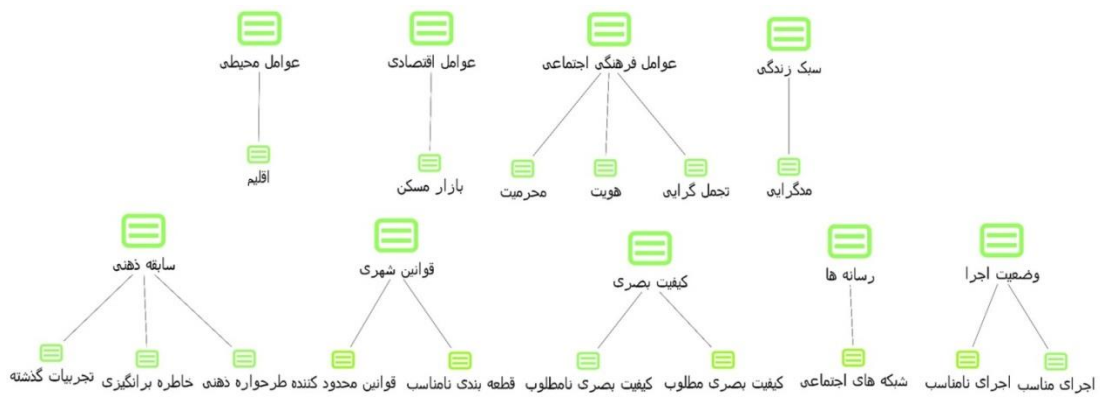 سبک زندگی
عوامل فرهنگی اجتماعی
عوامل اقتصادی
عوامل محیطی
مدگرایی
تجمل گرایی
هویت
محرمیت
بازار مسکن
اقلیم
وضعیت اجرا
رسانه ها
کیفیت بصری
قوانین شهری
سابقه ذهنی
اجرای مناسب
اجرای نامناسب
شبکه های اجتماعی
کیفیت بصری مطلوب
کیفیت بصری نامطلوب
قطعه بندی نامناسب
قوانین محدود کننده
طرحواره ذهنی
خاطره برانگیزی
تجربیات گذشته